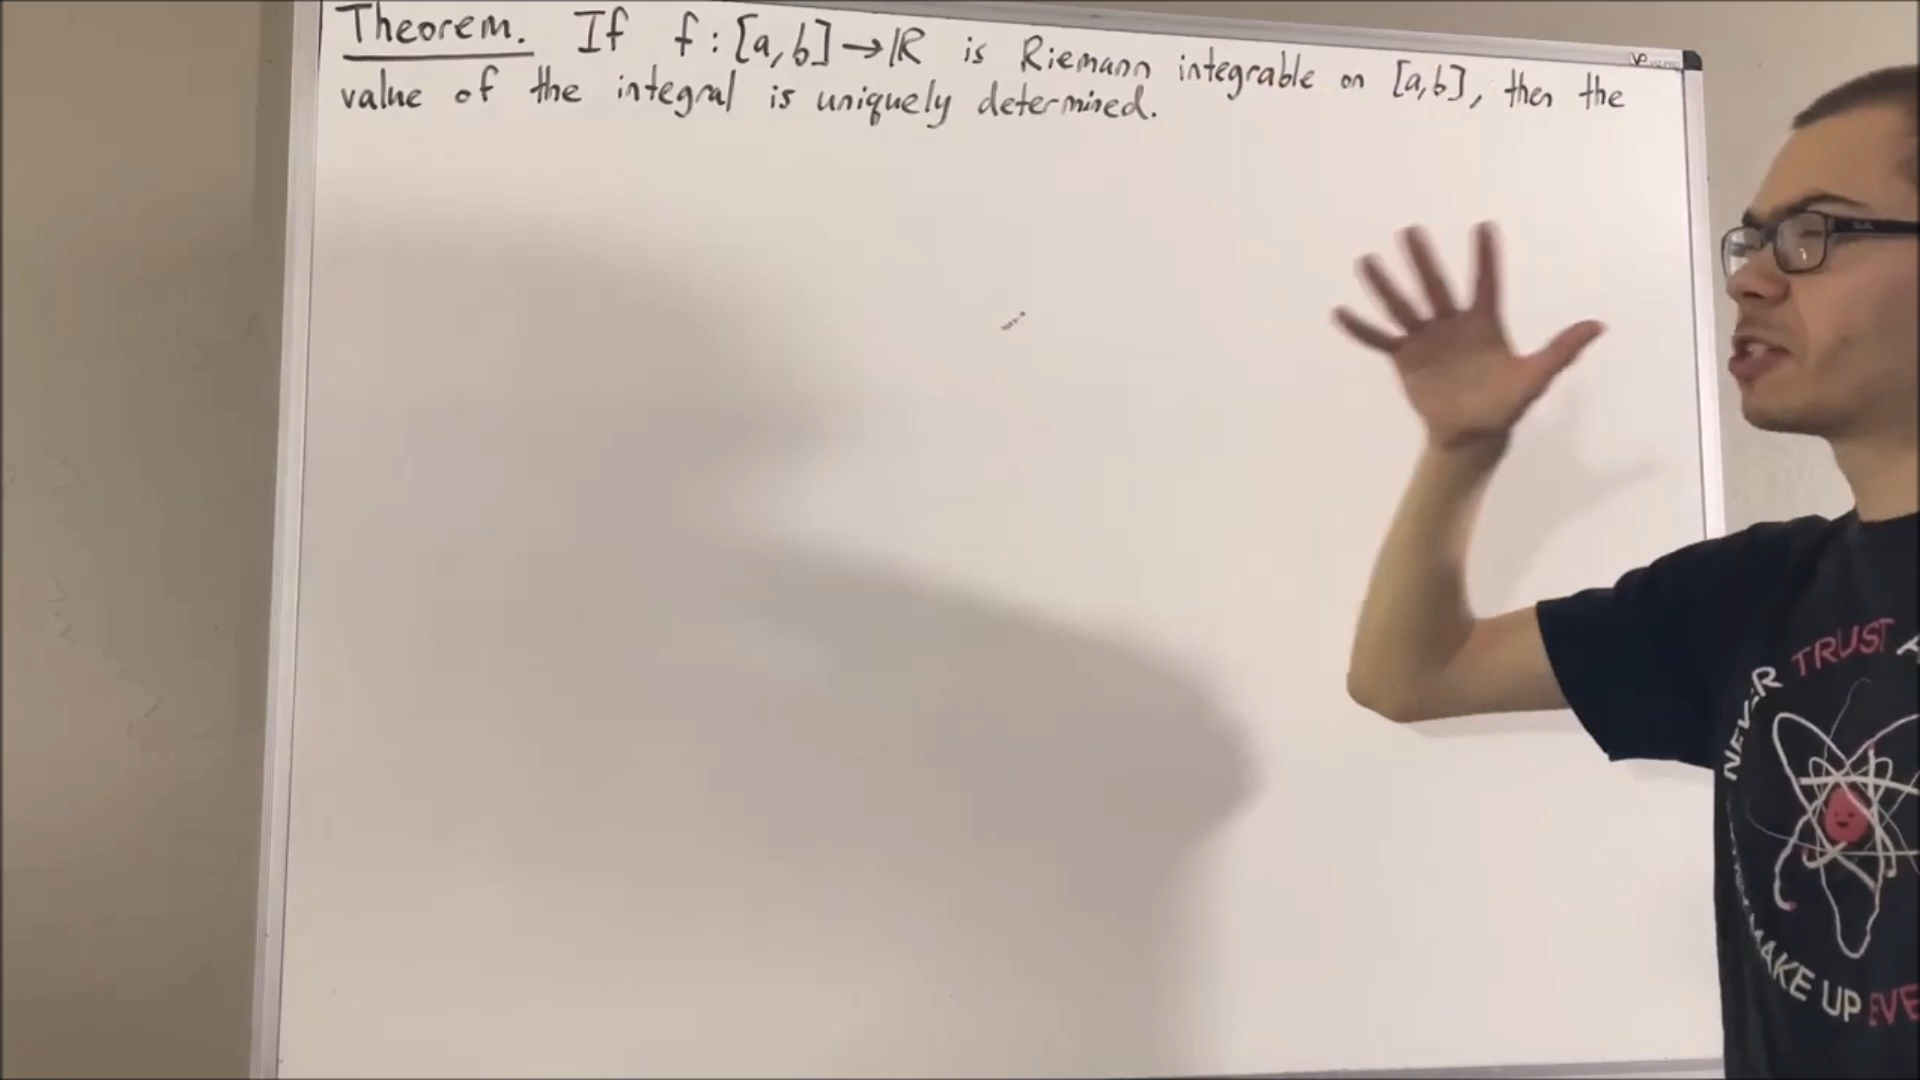 Theorem. If f : [a,b] → ℝ is Riemann integrable on [a,b], then the
value of the integral is uniquely determined.
NEVER TRUST A
MAKE UP EVE